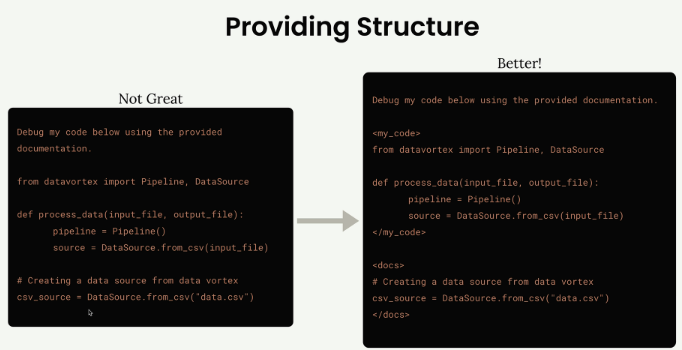 Providing Structure
Not Great
Debug my code below using the provided
documentation.
from datavortex import Pipeline, DataSource
def process_data(input_file, output_file):
pipeline = Pipeline()
source = DataSource.from_csv(input_file)
# Creating a data source from data vortex
csv_source = DataSource.from_csv("data.csv")
Better!
Debug my code below using the provided documentation.
<my_code>
from datavortex import Pipeline, DataSource
def process_data(input_file, output_file):
pipeline = Pipeline()
source = DataSource.from_csv(input_file)
</my_code>
<docs>
# Creating a data source from data vortex
csv_source = DataSource.from_csv("data.csv")
</docs>